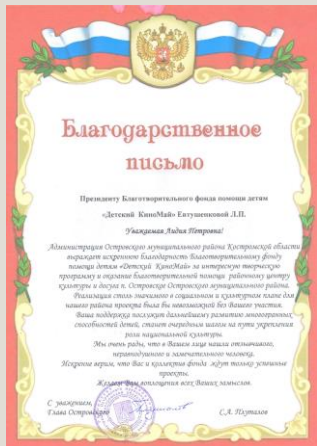 Благодарственное
письмо
Президенту Благотворительного фонда помощи детям
«Детский КиноМай» Евтушенковой Л.П.
Уважаемая Лидия Петровна!
Администрация Островского муниципального района Костромской области
выражает искреннюю благодарность Благотворительному фонду
помощи детям «Детский КиноМай» за интересную творческую
программу и оказание благотворительной помощи районному центру
культуры и досуга п. Островское Островского муниципального района.
Реализация столь значимого в социальном и культурном плане для
нашего района проекта была бы невозможной без Вашего участия.
Ваша поддержка послужит дальнейшему развитию многогранных
способностей детей, станет очередным шагом на пути укрепления
роли национальной культуры.
Мы очень рады, что в Вашем лице нашли отзывчивого,
неравнодушного и замечательного человека.
Искренне верим, что Вас и коллектив фонда ждут только успешные
проекты.
Желаем Вам воплощения всех Ваших замыслов.
С уважением,
Глава Островского
С.А.